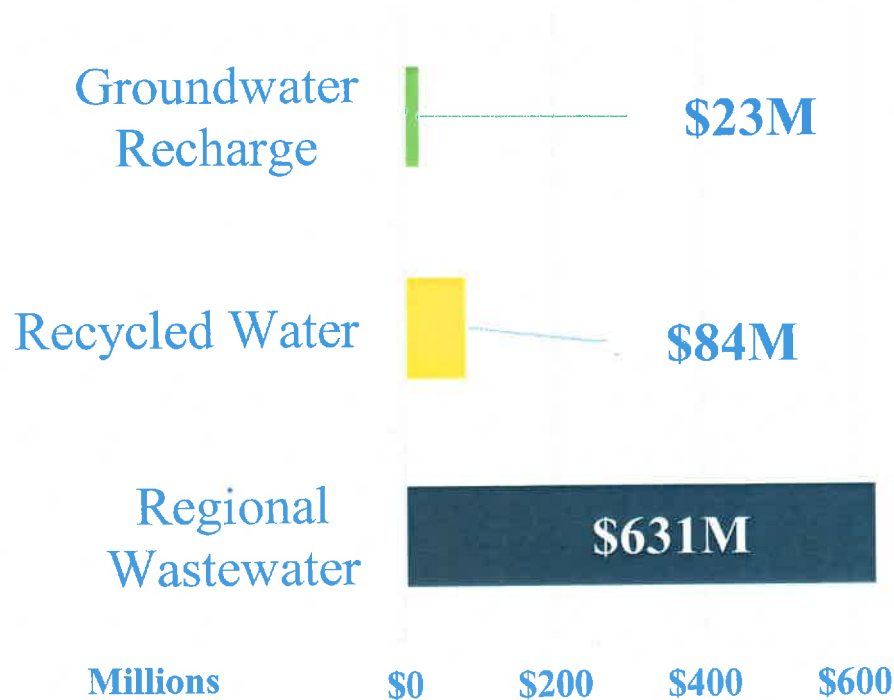 Groundwater
Recharge
$23M
Recycled Water
$84M
Regional
Wastewater
$631M
Millions
$0
$200
$400
$600